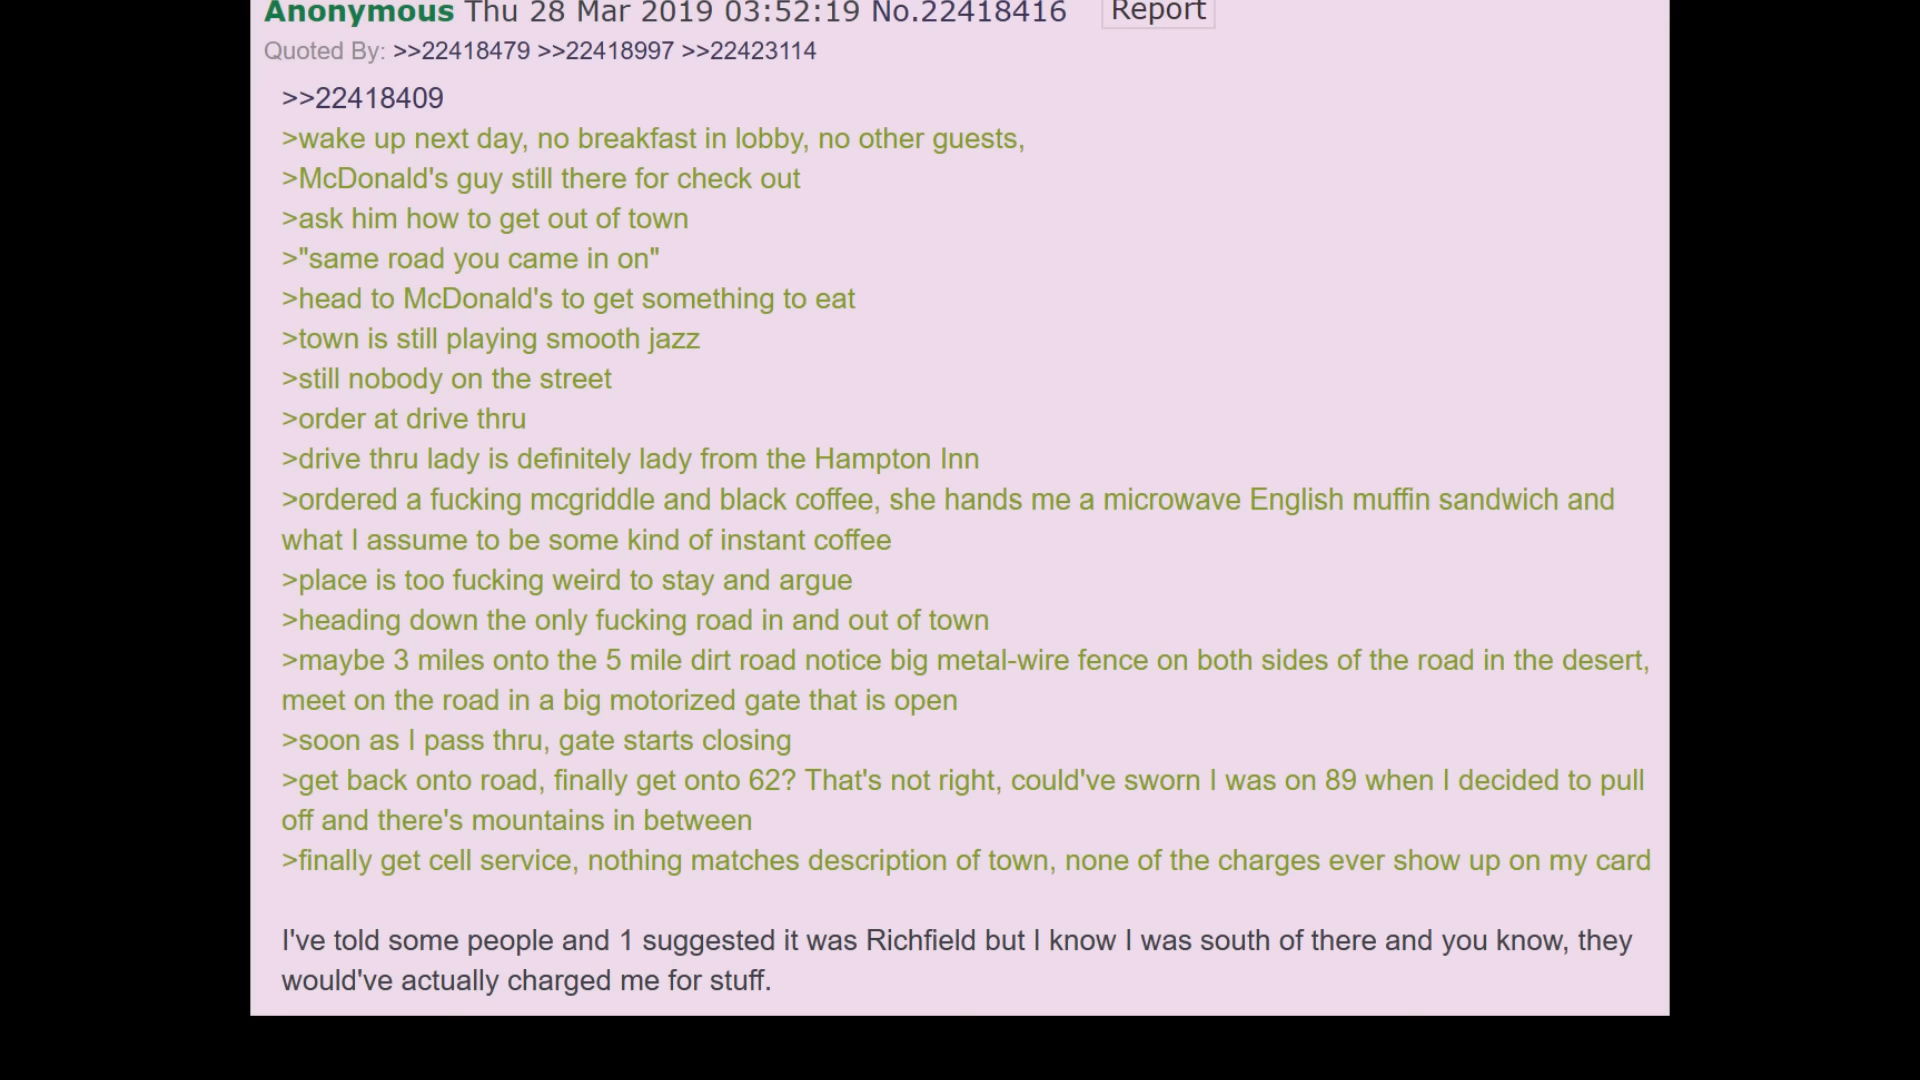 Anonymous Thu 28 Mar 2019 03:52:19 No.22418416 Report
Quoted By: >>22418479 >>22418997 >>22423114
>>22418409
>wake up next day, no breakfast in lobby, no other guests,
>McDonald's guy still there for check out
>ask him how to get out of town
>"same road you came in on"
>head to McDonald's to get something to eat
>town is still playing smooth jazz
>still nobody on the street
>order at drive thru
>drive thru lady is definitely lady from the Hampton Inn
>ordered a fucking mcgriddle and black coffee, she hands me a microwave English muffin sandwich and
what I assume to be some kind of instant coffee
>place is too fucking weird to stay and argue
>heading down the only fucking road in and out of town
>maybe 3 miles onto the 5 mile dirt road notice big metal-wire fence on both sides of the road in the desert,
meet on the road in a big motorized gate that is open
>soon as I pass thru, gate starts closing
>get back onto road, finally get onto 62? That's not right, could've sworn I was on 89 when I decided to pull
off and there's mountains in between
>finally get cell service, nothing matches description of town, none of the charges ever show up on my card
I've told some people and 1 suggested it was Richfield but I know I was south of there and you know, they
would've actually charged me for stuff.